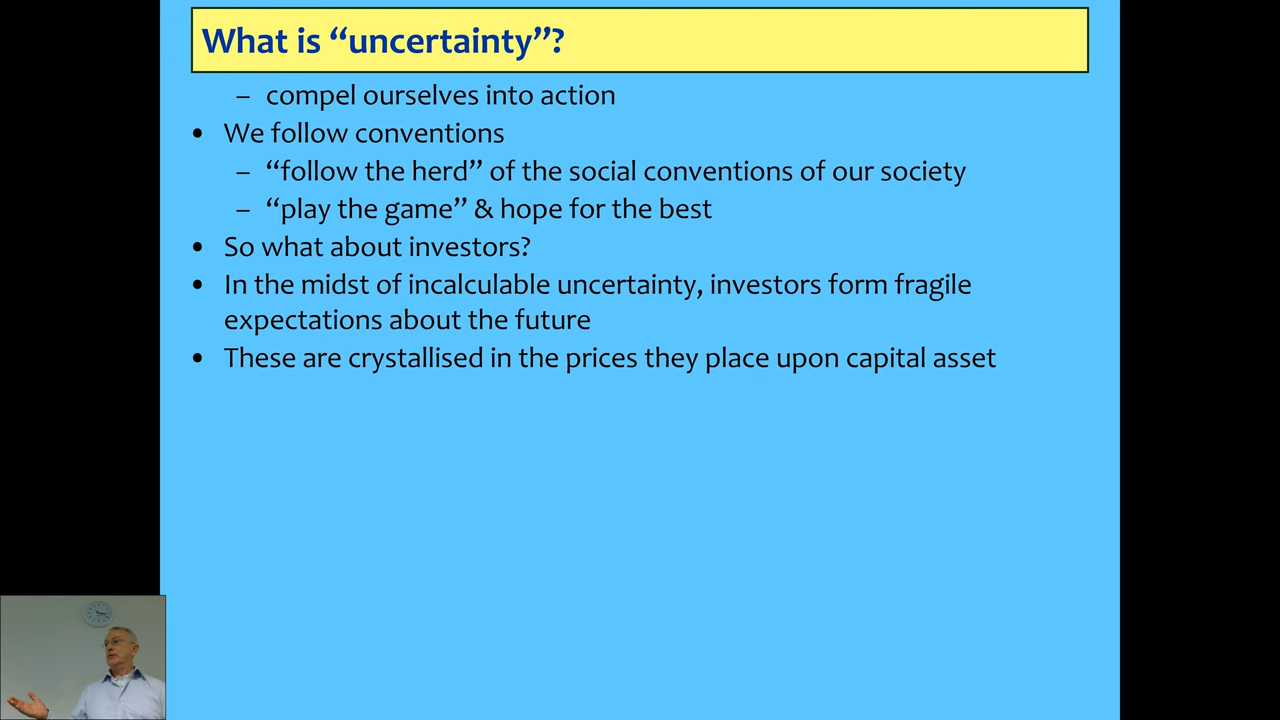 What is “uncertainty”?
– compel ourselves into action
• We follow conventions
– “follow the herd” of the social conventions of our society
– “play the game” & hope for the best
• So what about investors?
• In the midst of incalculable uncertainty, investors form fragile
expectations about the future
• These are crystallised in the prices they place upon capital asset